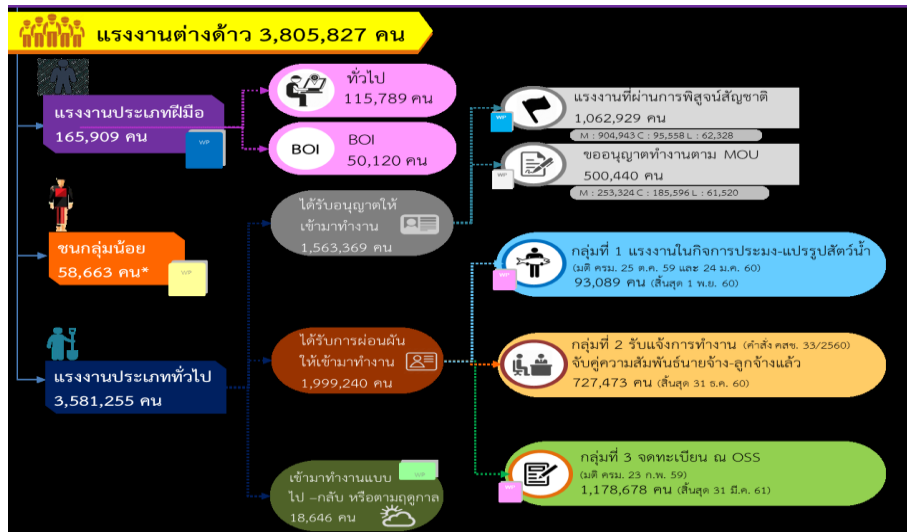 แรงงานต่างด้าว 3,805,827 คน
แรงงานประเภทฝีมือ
165,909 คน
WP
ทั่วไป
115,789 คน
BOI
BOI
50,120 คน
ชนกลุ่มน้อย
58,663 คน*
WP
แรงงานประเภททั่วไป
3,581,255 คน
ได้รับอนุญาตให้
เข้ามาทำงาน
1,563,369 คน
แรงงานที่ผ่านการพิสูจน์สัญชาติ
1,062,929 คน
M : 904,943 C : 95,558 L : 62,328
WP
ขออนุญาตทำงานตาม MOU
500,440 คน
M : 253,324 C : 185,596 L : 61,520
WP
ได้รับการผ่อนผัน
ให้เข้ามาทำงาน
1,999,240 คน
กลุ่มที่ 1 แรงงานในกิจการประมง-แปรรูปสัตว์น้ำ
(มติ ครม. 25 ต.ค. 59 และ 24 ม.ค. 60)
93,089 คน (สิ้นสุด 1 พ.ย. 60)
WP
กลุ่มที่ 2 รับแจ้งการทำงาน (คำสั่ง คสช. 33/2560)
จับคู่ความสัมพันธ์นายจ้าง-ลูกจ้างแล้ว
727,473 คน (สิ้นสุด 31 ธ.ค. 60)
กลุ่มที่ 3 จดทะเบียน ณ OSS
(มติ ครม. 23 ก.พ. 59)
1,178,678 คน (สิ้นสุด 31 มี.ค. 61)
WP
เข้ามาทำงานแบบ
WP
ไป –กลับ หรือตามฤดูกาล
18,646 คน